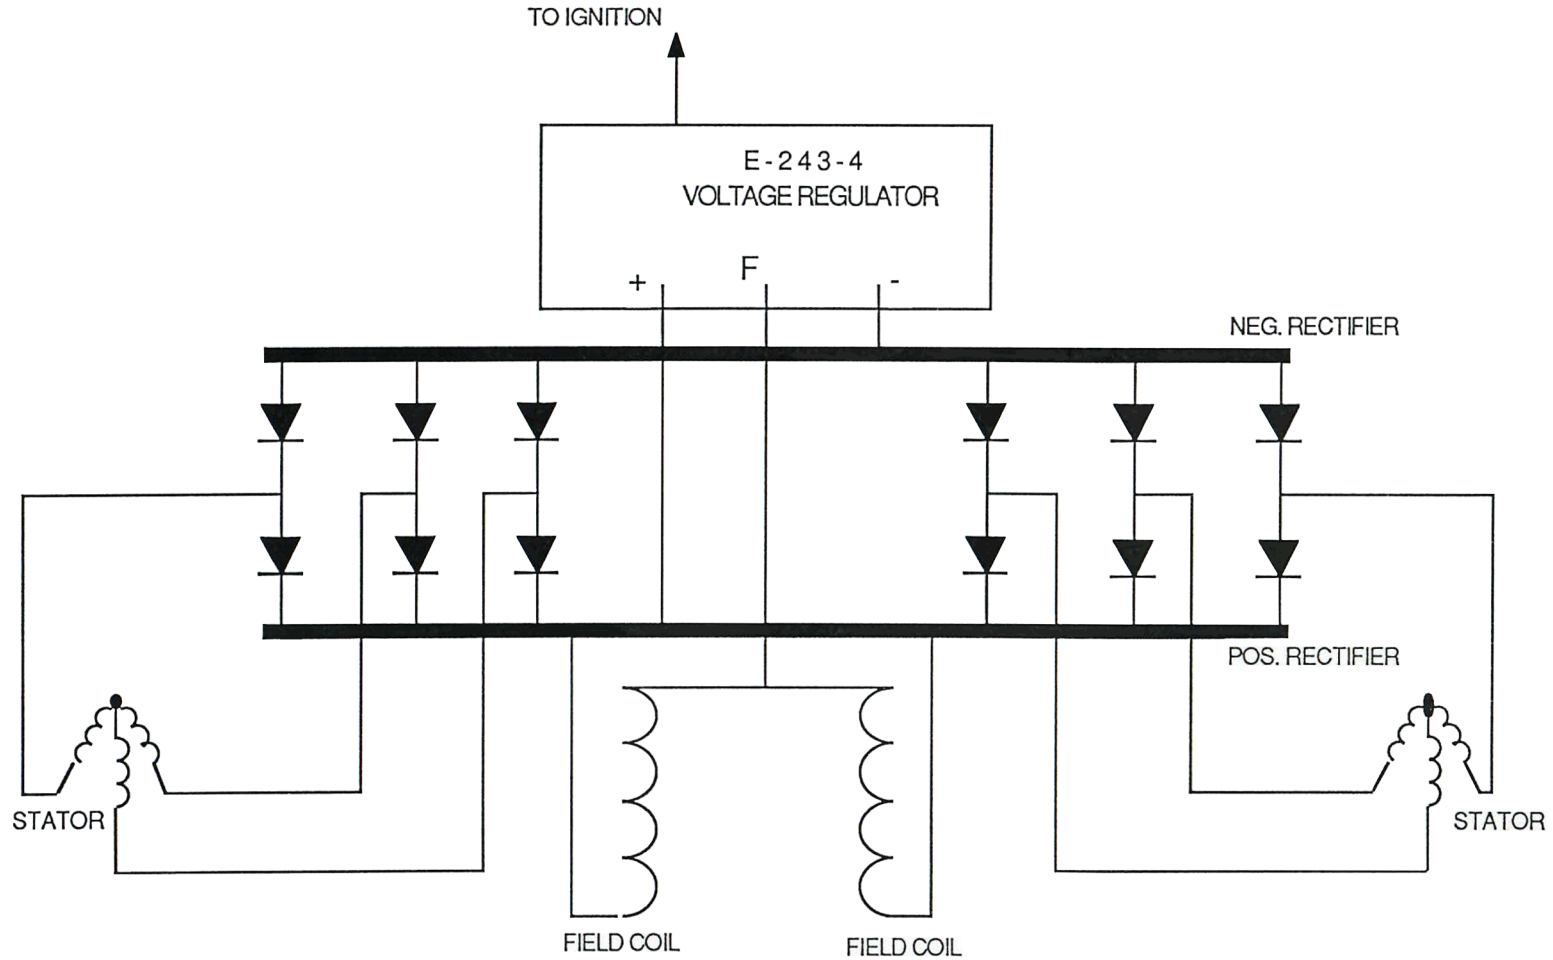 TO IGNITION
E-243-4
VOLTAGE REGULATOR
+ F -
NEG. RECTIFIER
POS. RECTIFIER
STATOR
STATOR
FIELD COIL
FIELD COIL